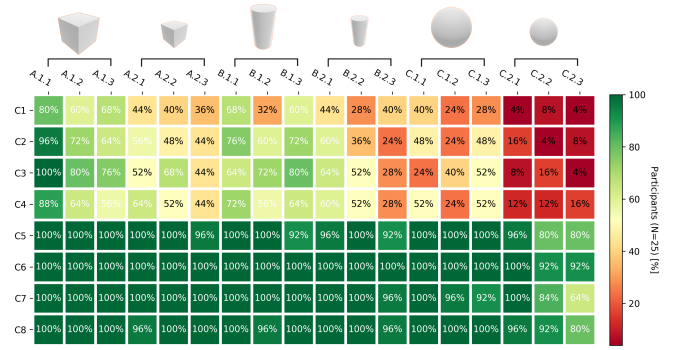 A.1.1 A.1.2 A.1.3 A.2.1 A.2.2 A.2.3 B.1.1 B.1.2 B.1.3 B.2.1 B.2.2 B.2.3 C.1.1 C.1.2 C.1.3 C.2.1 C.2.2 C.2.3
C1 80% 60% 68% 44% 40% 36% 68% 32% 60% 44% 28% 40% 40% 24% 28% 4% 8% 4%
C2 96% 72% 64% 56% 48% 44% 76% 60% 72% 60% 36% 24% 48% 24% 48% 16% 4% 8%
C3 100% 80% 76% 52% 68% 44% 64% 72% 80% 64% 52% 28% 24% 40% 52% 8% 16% 4%
C4 88% 64% 56% 64% 52% 44% 72% 56% 64% 60% 52% 28% 52% 24% 52% 12% 12% 16%
C5 100% 100% 100% 100% 100% 96% 100% 100% 92% 96% 100% 92% 100% 100% 100% 96% 80% 80%
C6 100% 100% 100% 100% 100% 100% 100% 100% 100% 100% 100% 100% 100% 100% 100% 100% 92% 92%
C7 100% 100% 100% 100% 100% 100% 100% 100% 100% 100% 100% 96% 100% 96% 92% 100% 84% 64%
C8 100% 100% 100% 96% 100% 100% 100% 96% 100% 100% 96% 100% 100% 100% 100% 96% 92% 80%
100
80
60
40
20
Participants (N=25) [%]